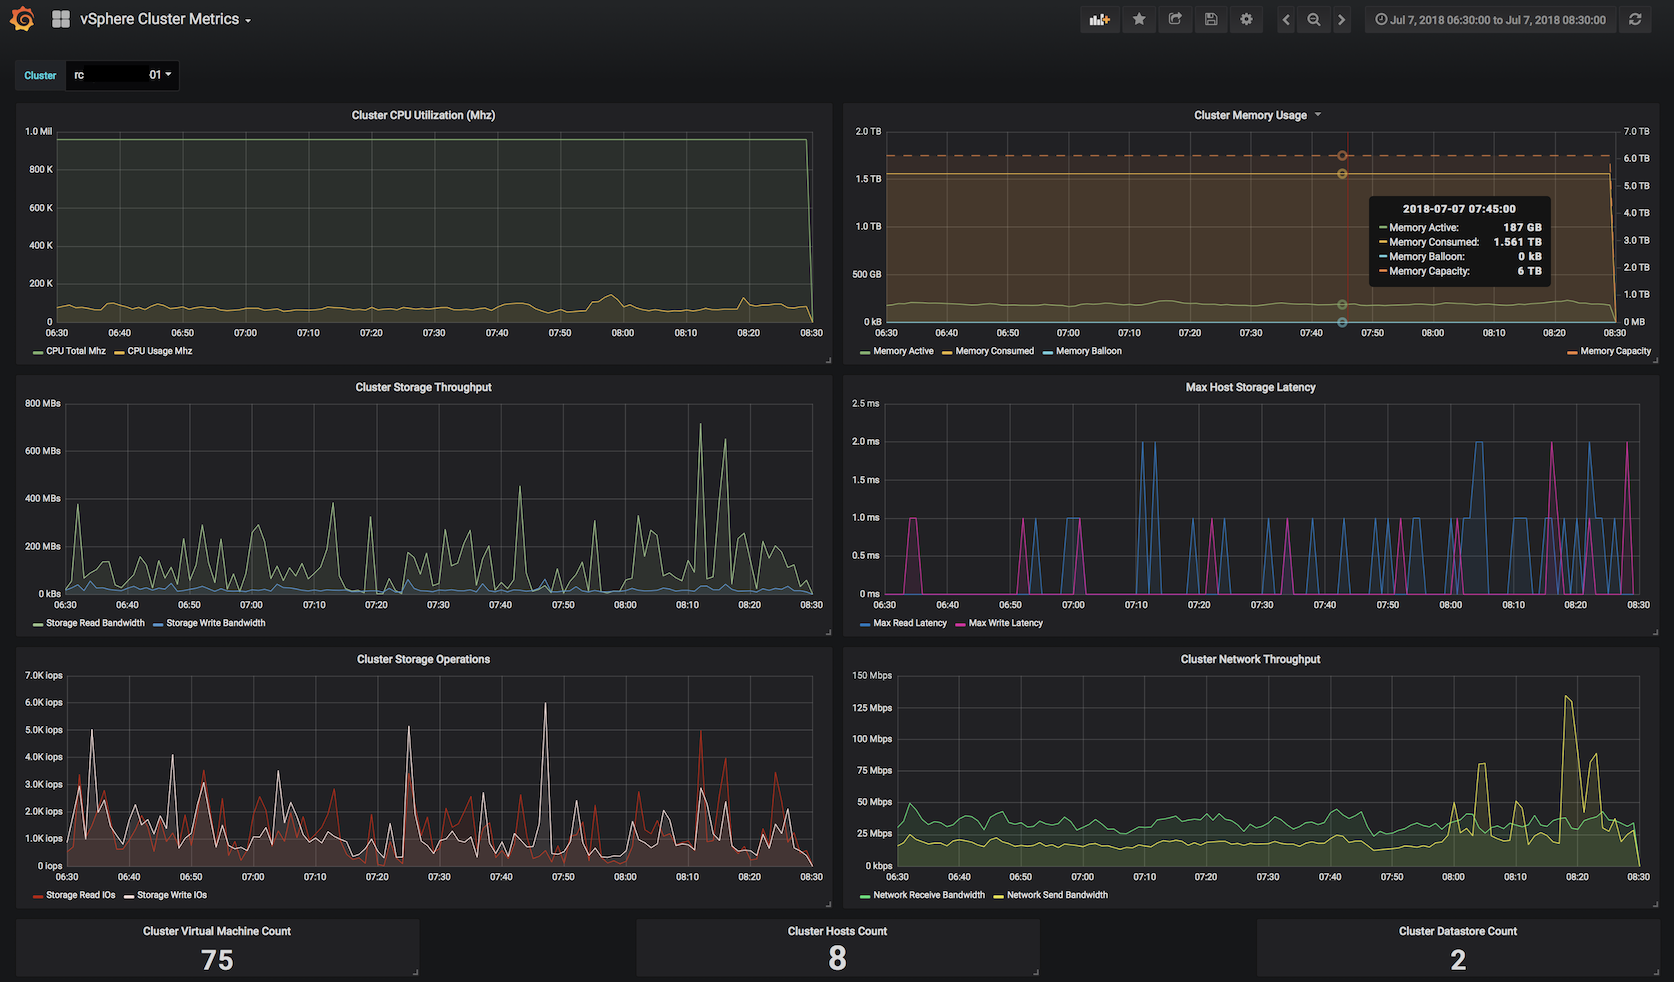 vSphere Cluster Metrics
Jul 7, 2018 06:30:00 to Jul 7, 2018 08:30:00
Cluster rc 01
Cluster CPU Utilization (Mhz)
1.0 Mil
800 K
600 K
400 K
200 K
0
06:30 06:40 06:50 07:00 07:10 07:20 07:30 07:40 07:50 08:00 08:10 08:20 08:30
CPU Total Mhz CPU Usage Mhz
Cluster Memory Usage
2.0 TB
1.5 TB
1.0 TB
500 GB
0 kB
7.0 TB
6.0 TB
5.0 TB
4.0 TB
3.0 TB
2.0 TB
1.0 TB
0 MB
2018-07-07 07:45:00
Memory Active: 187 GB
Memory Consumed: 1.561 TB
Memory Balloon: 0 kB
Memory Capacity: 6 TB
06:30 06:40 06:50 07:00 07:10 07:20 07:30 07:40 07:50 08:00 08:10 08:20 08:30
Memory Active Memory Consumed Memory Balloon Memory Capacity
Cluster Storage Throughput
800 MBs
600 MBs
400 MBs
200 MBs
0 kBs
06:30 06:40 06:50 07:00 07:10 07:20 07:30 07:40 07:50 08:00 08:10 08:20 08:30
Storage Read Bandwidth Storage Write Bandwidth
Max Host Storage Latency
2.5 ms
2.0 ms
1.5 ms
1.0 ms
0.5 ms
0 ms
06:30 06:40 06:50 07:00 07:10 07:20 07:30 07:40 07:50 08:00 08:10 08:20 08:30
Max Read Latency Max Write Latency
Cluster Storage Operations
7.0K iops
6.0K iops
5.0K iops
4.0K iops
3.0K iops
2.0K iops
1.0K iops
0 iops
06:30 06:40 06:50 07:00 07:10 07:20 07:30 07:40 07:50 08:00 08:10 08:20 08:30
Storage Read IOs Storage Write IOs
Cluster Network Throughput
150 Mbps
125 Mbps
100 Mbps
75 Mbps
50 Mbps
25 Mbps
0 kbps
06:30 06:40 06:50 07:00 07:10 07:20 07:30 07:40 07:50 08:00 08:10 08:20 08:30
Network Receive Bandwidth Network Send Bandwidth
Cluster Virtual Machine Count
75
Cluster Hosts Count
8
Cluster Datastore Count
2